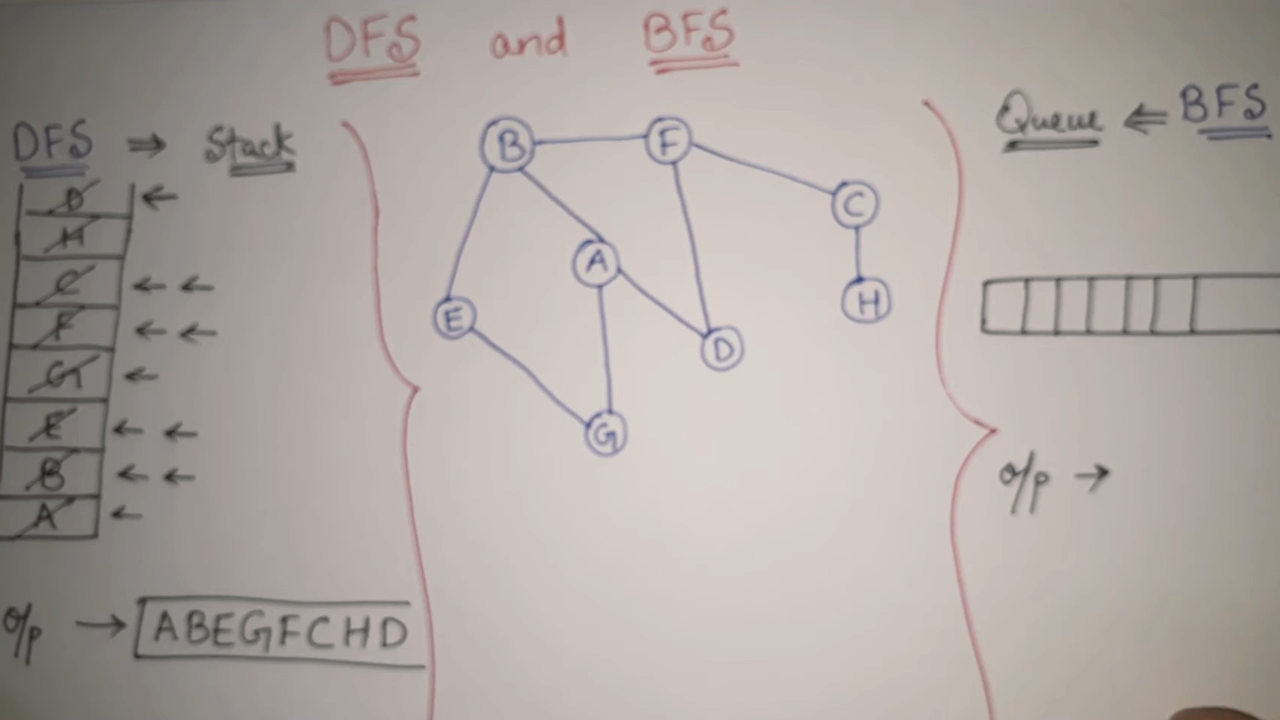 DFS and BFS
DFS ⇒ Stack
D ←
H
C ← ←
F ← ←
G ←
E ← ←
B ← ←
A ←
o/p → ABEGFCHD
B
F
C
A
H
E
D
G
Queue ⇐ BFS
o/p →